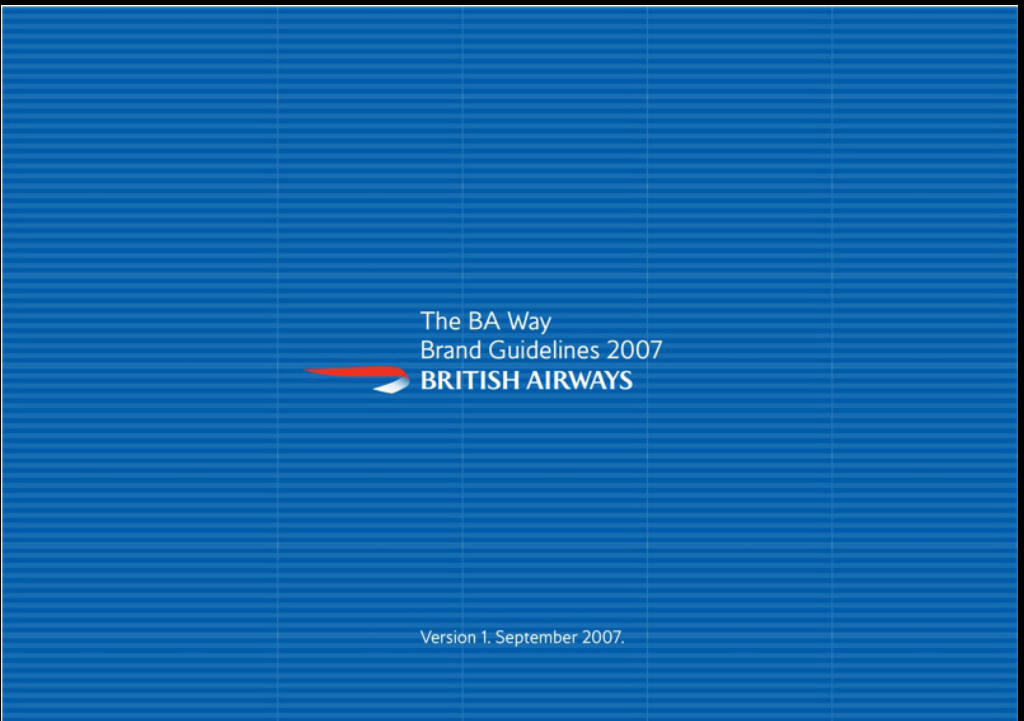 The BA Way
Brand Guidelines 2007
BRITISH AIRWAYS
Version 1. September 2007.